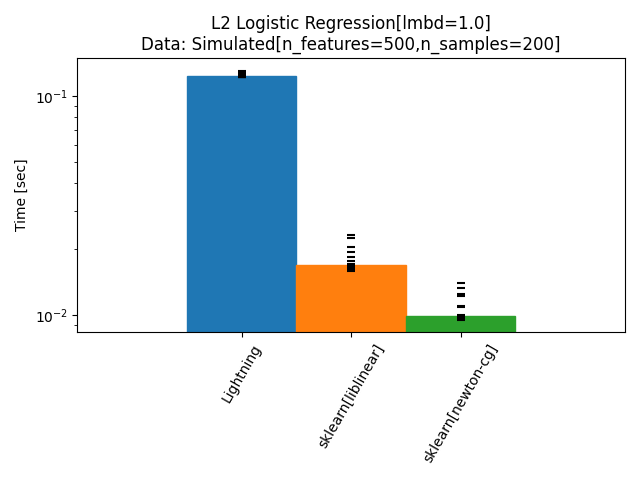 L2 Logistic Regression[lmbd=1.0]
Data: Simulated[n_features=500,n_samples=200]
Time [sec]
10⁻¹
10⁻²
Lightning
sklearn[liblinear]
sklearn[newton-cg]